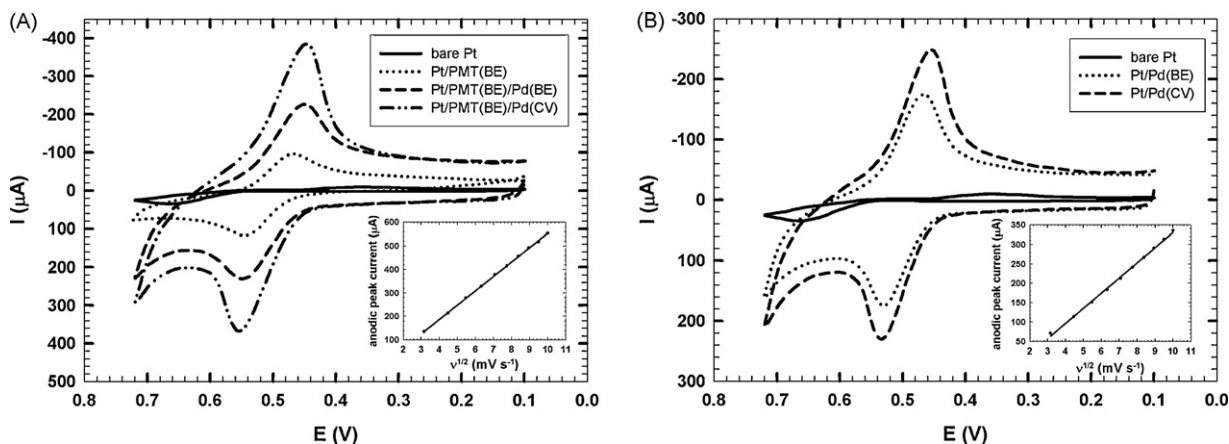 (A)
-400
-300
-200
-100
0
100
200
300
400
500
I (μA)
0.8 0.7 0.6 0.5 0.4 0.3 0.2 0.1 0.0
E (V)
bare Pt
Pt/PMT(BE)
Pt/PMT(BE)/Pd(BE)
Pt/PMT(BE)/Pd(CV)
anodic peak current (μA)
600
500
400
300
200
100
2 3 4 5 6 7 8 9 10 11
ν1/2 (mV s-1)
(B)
-300
-200
-100
0
100
200
300
I (μA)
0.8 0.7 0.6 0.5 0.4 0.3 0.2 0.1 0.0
E (V)
bare Pt
Pt/Pd(BE)
Pt/Pd(CV)
anodic peak current (μA)
350
300
250
200
150
100
50
2 3 4 5 6 7 8 9 10 11
ν1/2 (mV s-1)